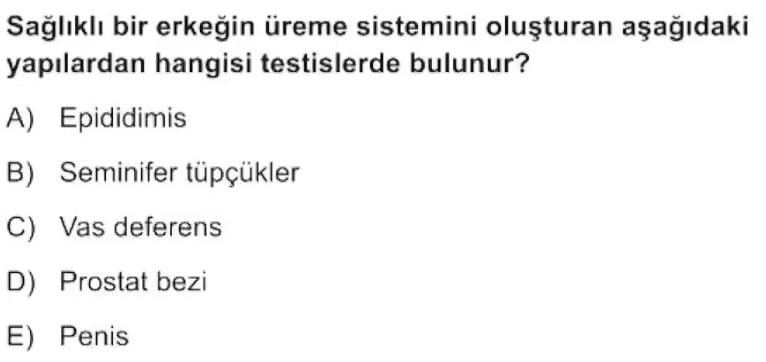 Sağlıklı bir erkeğin üreme sistemini oluşturan aşağıdaki
yapılardan hangisi testislerde bulunur?
A) Epididimis
B) Seminifer tüpçükler
C) Vas deferens
D) Prostat bezi
E) Penis